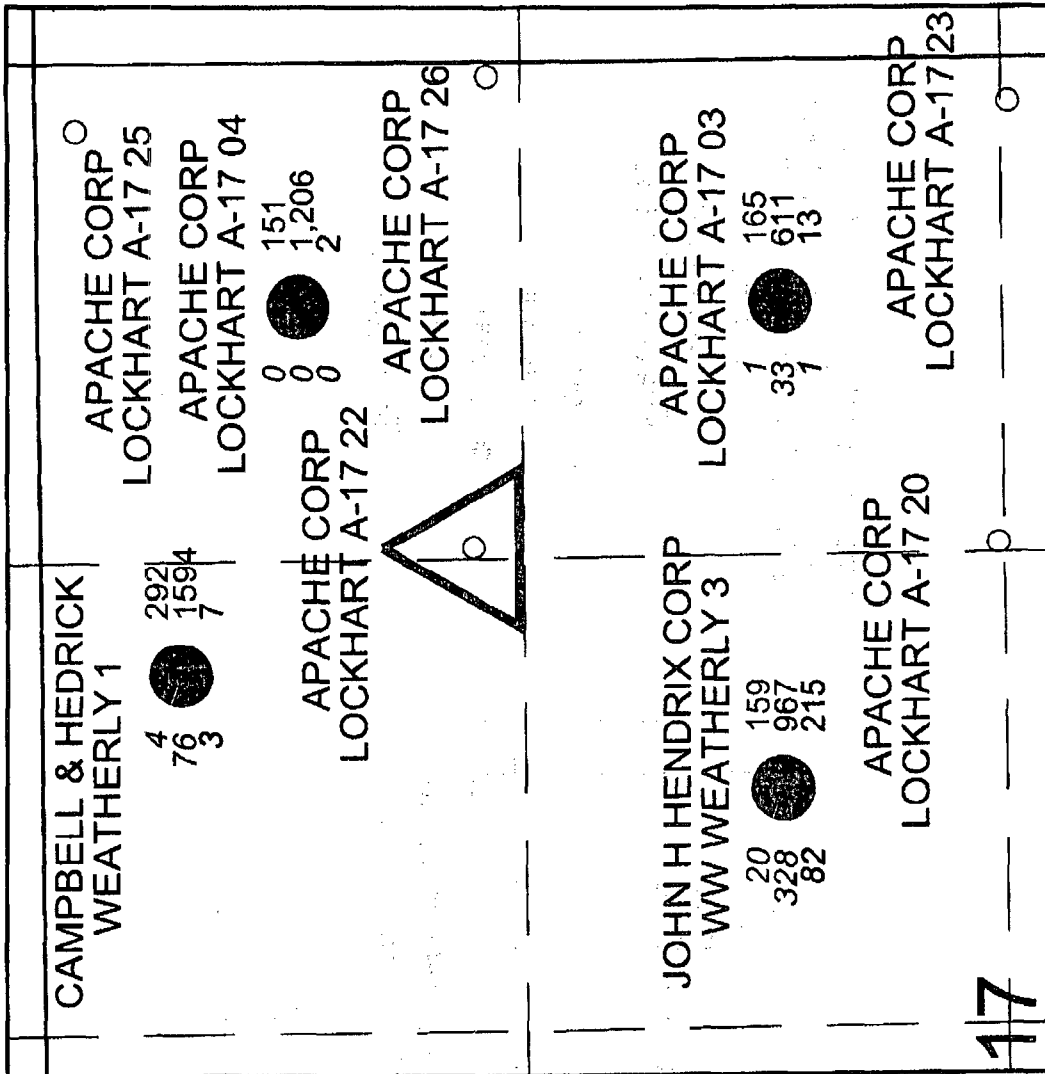 CAMPBELL & HEDRICK
WEATHERLY 1
4
76
3
292
1594
7
APACHE CORP
LOCKHART A-17 25
APACHE CORP
LOCKHART A-17 04
0
0
0
151
1,206
2
APACHE CORP
LOCKHART A-17 22
APACHE CORP
LOCKHART A-17 26
JOHN H HENDRIX CORP
WW WEATHERLY 3
20
328
82
159
967
215
APACHE CORP
LOCKHART A-17 03
1
33
1
165
611
13
APACHE CORP
LOCKHART A-17 20
APACHE CORP
LOCKHART A-17 23
17